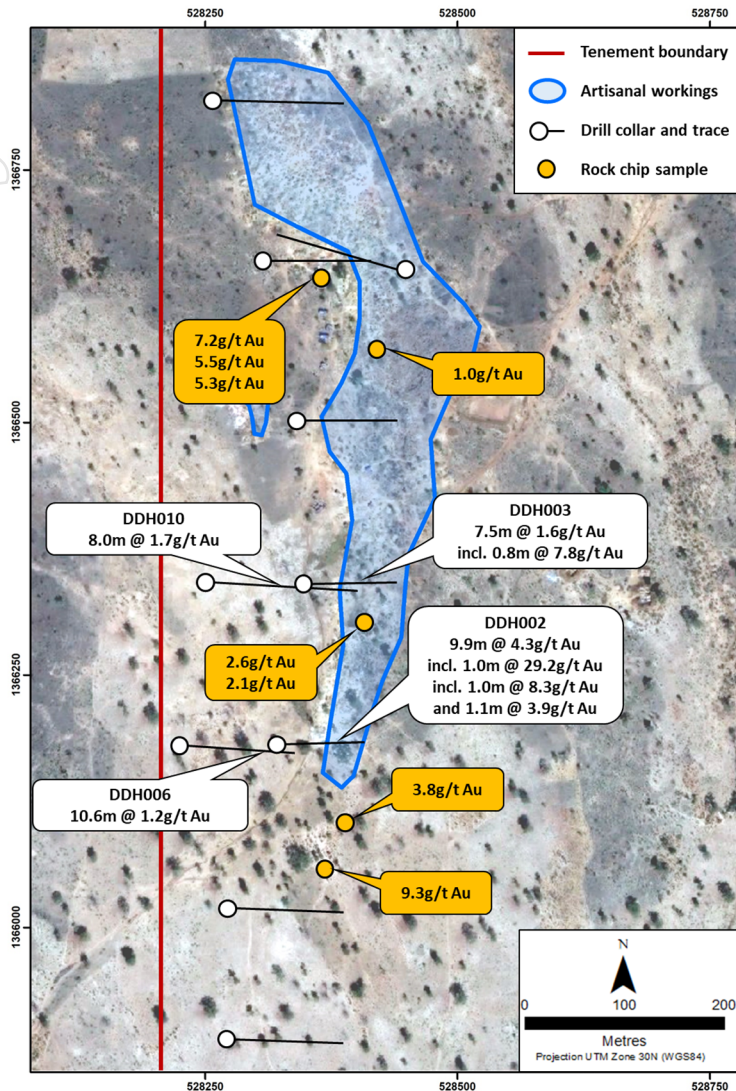 528250
528500
528750
Tenement boundary
Artisanal workings
Drill collar and trace
Rock chip sample
1366750
7.2g/t Au
5.5g/t Au
5.3g/t Au
1.0g/t Au
1366500
DDH010
8.0m @ 1.7g/t Au
DDH003
7.5m @ 1.6g/t Au
incl. 0.8m @ 7.8g/t Au
DDH002
9.9m @ 4.3g/t Au
incl. 1.0m @ 29.2g/t Au
incl. 1.0m @ 8.3g/t Au
and 1.1m @ 3.9g/t Au
2.6g/t Au
2.1g/t Au
1366250
DDH006
10.6m @ 1.2g/t Au
3.8g/t Au
9.3g/t Au
1366000
N
0
100
200
Metres
Projection UTM Zone 30N (WGS84)
528250
528500
528750